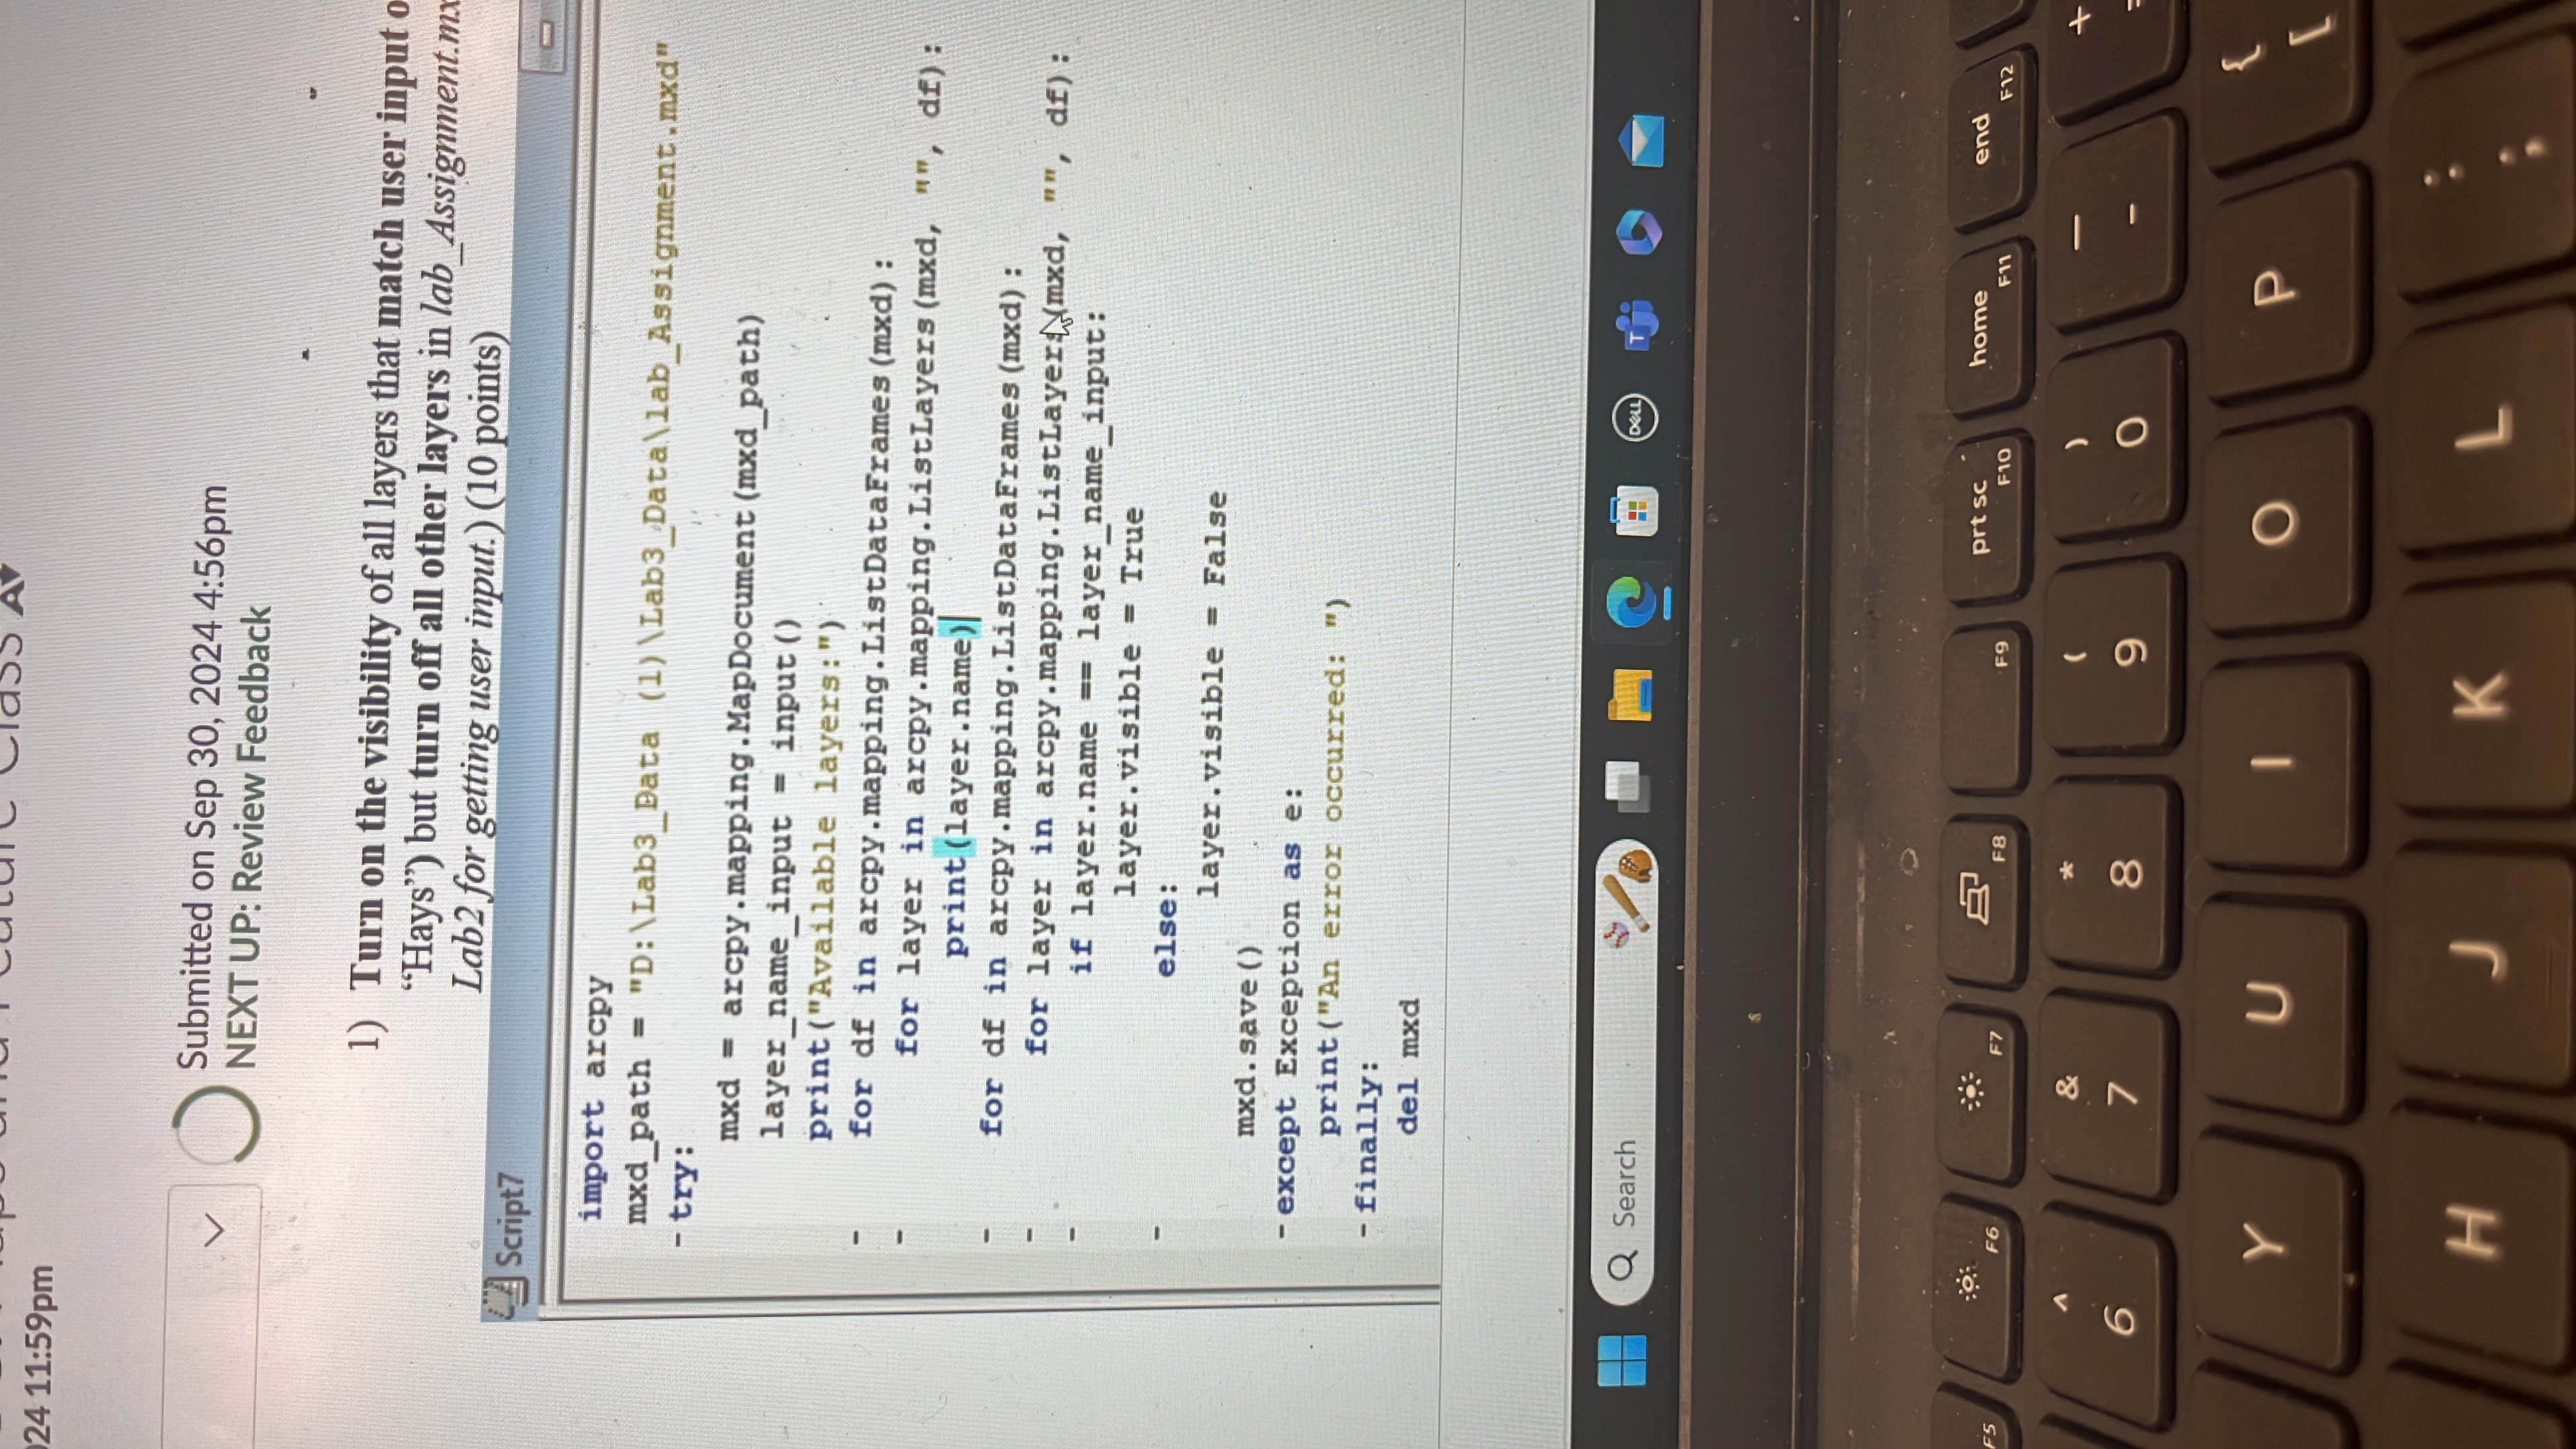 Feature Class
024 11:59pm
Submitted on Sep 30, 2024 4:56pm
NEXT UP: Review Feedback
1) Turn on the visibility of all layers that match user input o
“Hays”) but turn off all other layers in lab_Assignment.mx
Lab2 for getting user input.) (10 points)
Script7
import arcpy
mxd_path = "D:\Lab3_Data (1)\Lab3_Data\lab_Assignment.mxd"
- try:
mxd = arcpy.mapping.MapDocument(mxd_path)
layer_name_input = input()
print("Available layers:")
- for df in arcpy.mapping.ListDataFrames(mxd):
- for layer in arcpy.mapping.ListLayers(mxd, "", df):
print(layer.name)
- for df in arcpy.mapping.ListDataFrames(mxd):
- for layer in arcpy.mapping.ListLayers(mxd, "", df):
- if layer.name == layer_name_input:
layer.visible = True
- else:
layer.visible = False
mxd.save()
- except Exception as e:
print("An error occurred: ")
- finally:
del mxd
Search
DELL
T
F5 F6 F7 F8 F9 prt sc F10 home F11 end F12
^ & * ( ) — +
6 7 8 9 0 - =
Y U I O P { [
H J K L : ;